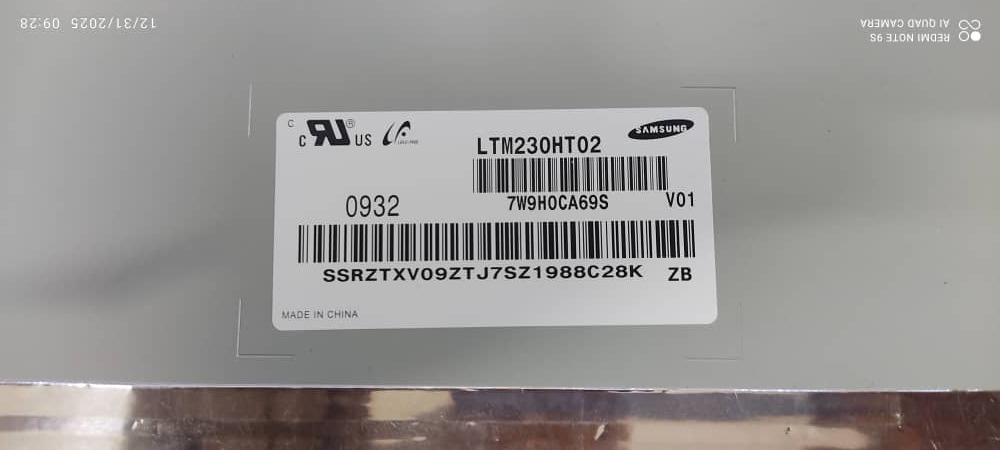 12/31/2025 09:28
REDMI NOTE 9S
AI QUAD CAMERA
C
C RU ® US
SAMSUNG
LTM230HT02
7W9H0CA69S V01
0932
SSRZTXV09ZTJ7SZ1988C28K ZB
MADE IN CHINA